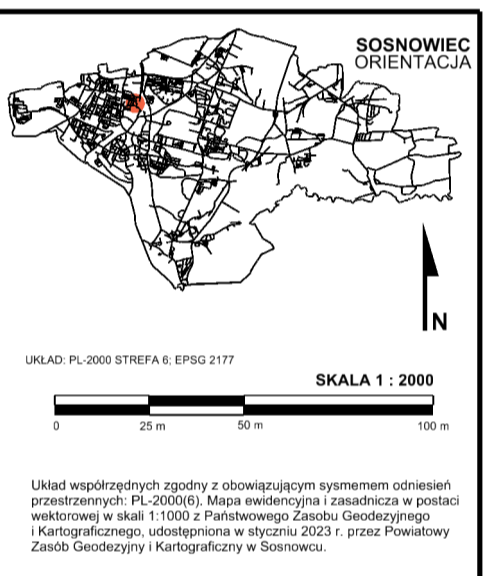 SOSNOWIEC
ORIENTACJA
N
UKŁAD: PL-2000 STREFA 6; EPSG 2177
SKALA 1 : 2000
0 25 m 50 m 100 m
Układ współrzędnych zgodny z obowiązującym sysmemem odniesień
przestrzennych: PL-2000(6). Mapa ewidencyjna i zasadnicza w postaci
wektorowej w skali 1:1000 z Państwowego Zasobu Geodezyjnego
i Kartograficznego, udostępniona w styczniu 2023 r. przez Powiatowy
Zasób Geodezyjny i Kartograficzny w Sosnowcu.